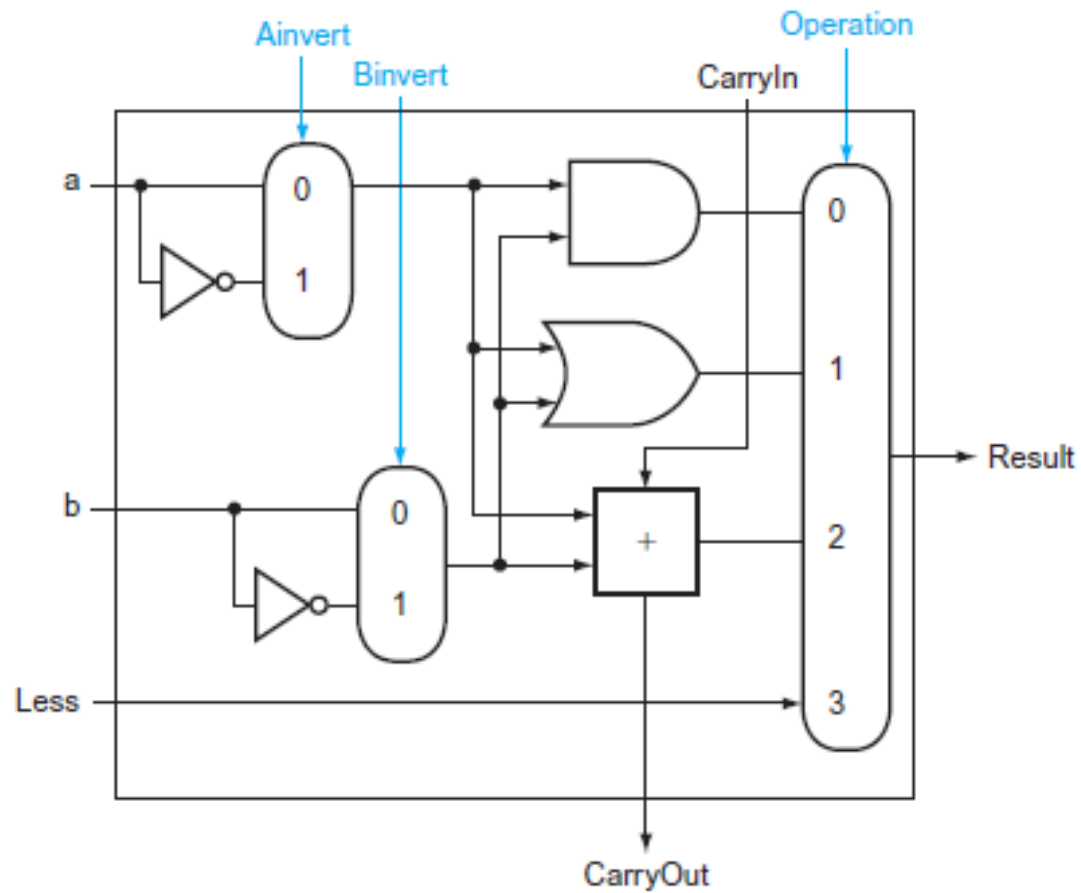 Ainvert
Binvert
Operation
CarryIn
a
0
1
0
1
+
2
3
Result
b
0
1
Less
CarryOut